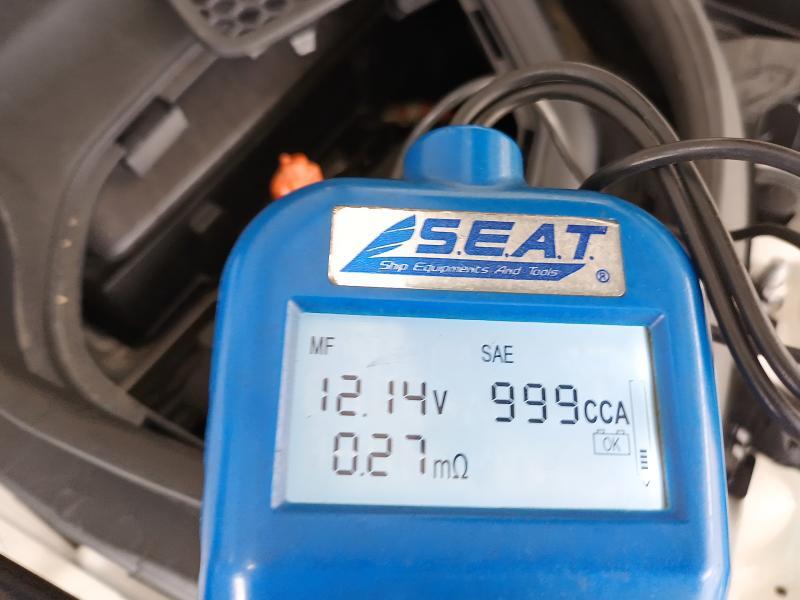 S.E.A.T.
Ship Equipments And Tools ®
MF SAE
12.14V 999CCA
OK
0.27mΩ